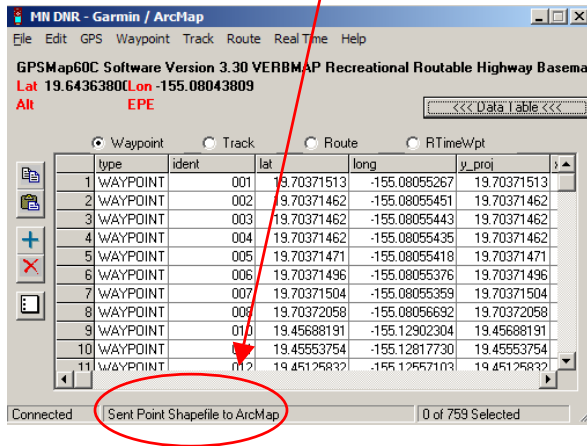 MN DNR - Garmin / ArcMap
File Edit GPS Waypoint Track Route Real Time Help
GPSMap60C Software Version 3.30 VERBMAP Recreational Routable Highway Basema
Lat 19.64363800 Lon -155.08043809
Alt EPE
<<< Data Table <<<
Waypoint Track Route RTimeWpt
type ident lat long y_proj
1 WAYPOINT 001 19.70371513 -155.08055267 19.70371513
2 WAYPOINT 002 19.70371462 -155.08055451 19.70371462
3 WAYPOINT 003 19.70371462 -155.08055443 19.70371462
4 WAYPOINT 004 19.70371462 -155.08055435 19.70371462
5 WAYPOINT 005 19.70371471 -155.08055418 19.70371471
6 WAYPOINT 006 19.70371496 -155.08055376 19.70371496
7 WAYPOINT 007 19.70371504 -155.08055359 19.70371504
8 WAYPOINT 008 19.70372058 -155.08056692 19.70372058
9 WAYPOINT 010 19.45688191 -155.12902304 19.45688191
10 WAYPOINT 19.45553754 -155.12817730 19.45553754
11 WAYPOINT 012 19.45125832 -155.12557103 19.45125832
Connected Sent Point Shapefile to ArcMap 0 of 759 Selected